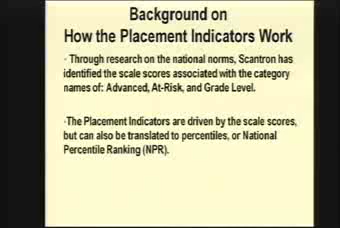 Background on
How the Placement Indicators Work
· Through research on the national norms, Scantron has
identified the scale scores associated with the category
names of: Advanced, At-Risk, and Grade Level.
·The Placement Indicators are driven by the scale scores,
but can also be translated to percentiles, or National
Percentile Ranking (NPR).